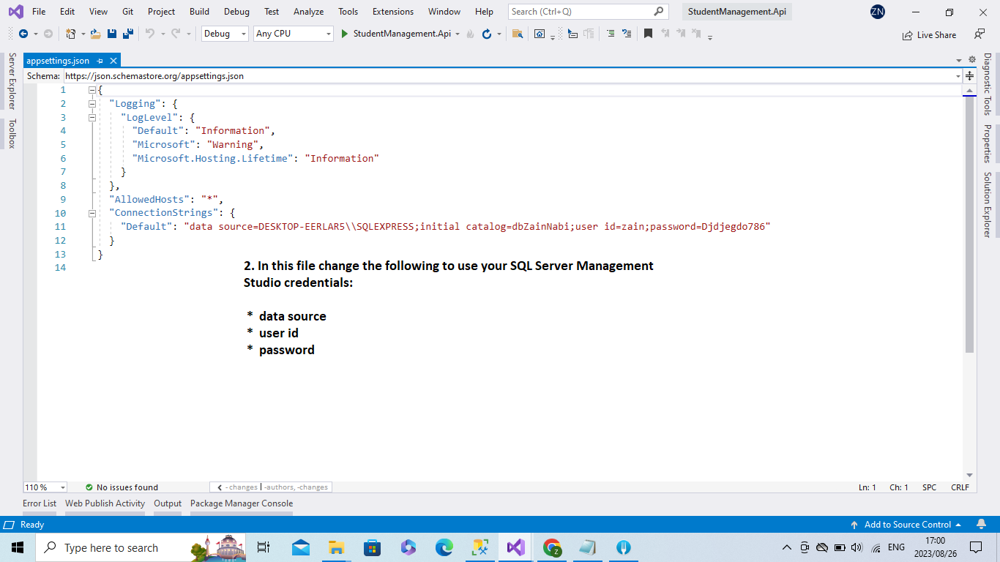 File Edit View Git Project Build Debug Test Analyze Tools Extensions Window Help Search (Ctrl+Q) StudentManagement.Api ZN
Debug Any CPU StudentManagement.Api Live Share
appsettings.json
Schema: https://json.schemastore.org/appsettings.json
Server Explorer
Toolbox
Diagnostic Tools
Properties
Solution Explorer
1 {
2 "Logging": {
3 "LogLevel": {
4 "Default": "Information",
5 "Microsoft": "Warning",
6 "Microsoft.Hosting.Lifetime": "Information"
7 }
8 },
9 "AllowedHosts": "*",
10 "ConnectionStrings": {
11 "Default": "data source=DESKTOP-EERLAR5\\SQLEXPRESS;initial catalog=dbZainNabi;user id=zain;password=Djdjegdo786"
12 }
13 }
14
2. In this file change the following to use your SQL Server Management
Studio credentials:
* data source
* user id
* password
110 % No issues found - changes | -authors, -changes Ln: 1 Ch: 1 SPC CRLF
Error List Web Publish Activity Output Package Manager Console
Ready Add to Source Control
Type here to search ENG 17:00
2023/08/26